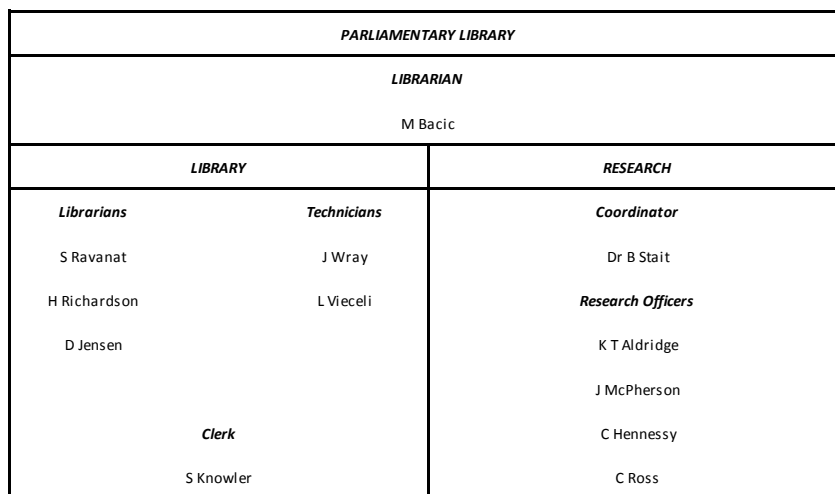 PARLIAMENTARY LIBRARY
LIBRARIAN
M Bacic
LIBRARY
RESEARCH
Librarians
Technicians
Coordinator
S Ravanat
J Wray
Dr B Stait
H Richardson
L Vieceli
Research Officers
D Jensen
K T Aldridge
J McPherson
Clerk
C Hennessy
S Knowler
C Ross